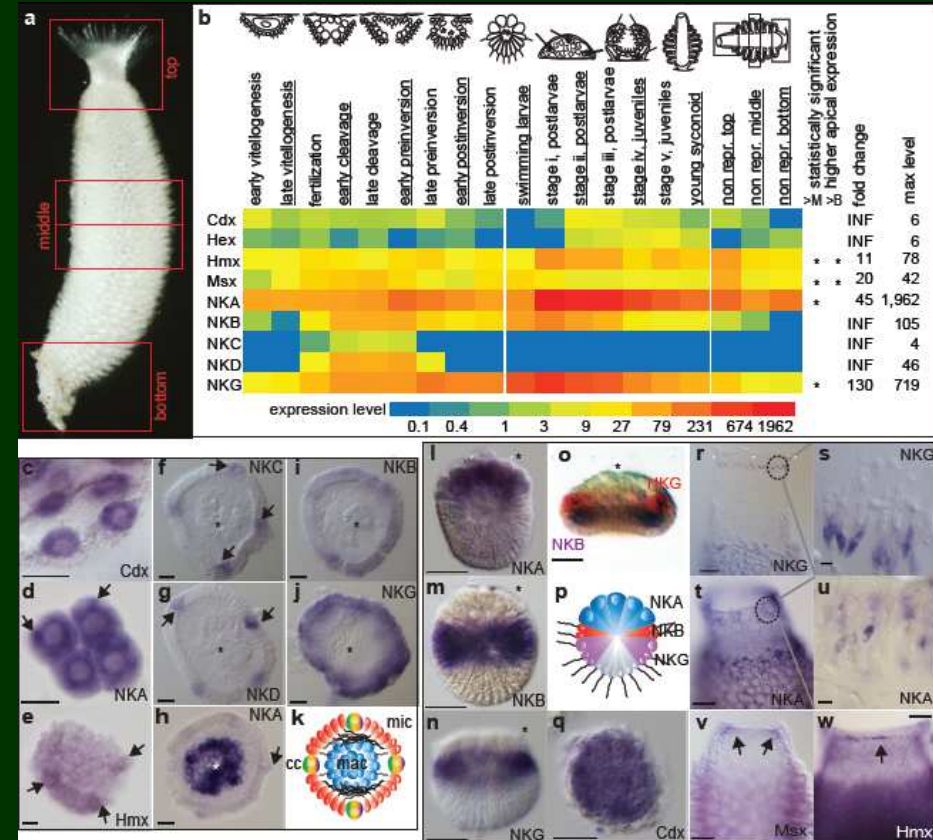 a
top
middle
bottom
b
early vitellogenesis
late vitellogenesis
fertilization
early cleavage
late cleavage
early preinversion
late preinversion
early postinversion
late postinversion
swimming larvae
stage i, postlarvae
stage ii, postlarvae
stage iii, postlarvae
stage iv, juveniles
stage v, juveniles
young syconoid
non repr. top
non repr. middle
non repr. bottom
statistically significant
higher apical expression
>M >B
fold change
max level
Cdx INF 6
Hex INF 6
Hmx * * 11 78
Msx * * 20 42
NKA * 45 1,962
NKB INF 105
NKC INF 4
NKD INF 46
NKG * 130 719
expression level
0.1 0.4 1 3 9 27 79 231 674 1962
c
Cdx
f NKC
*
i NKB
*
d
NKA
g
*
NKD
j NKG
*
e
Hmx
h NKA
*
k
mic
cc
mac
l *
NKA
o *
NKG
NKB
r
NKG
s NKG
m *
NKB
p
NKA
NKB
NKG
t
NKA
u
NKA
n *
NKG
q
Cdx
v
Msx
w
Hmx